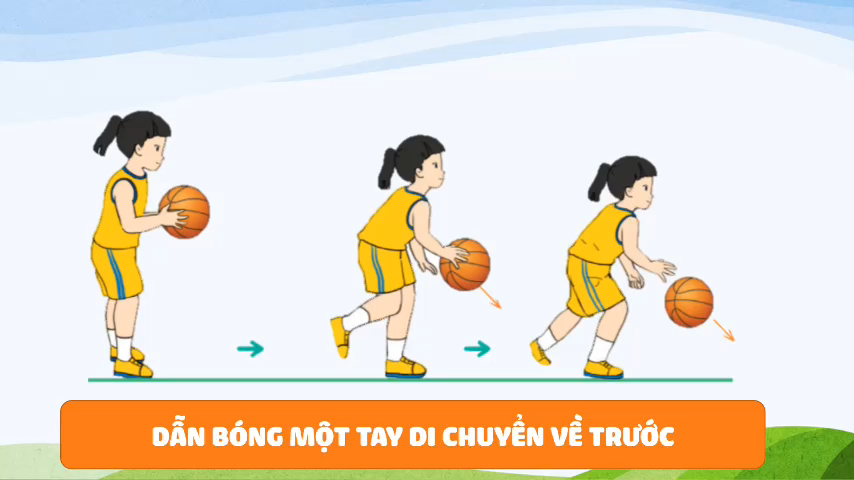 DẪN BÓNG MỘT TAY DI CHUYỂN VỀ TRƯỚC